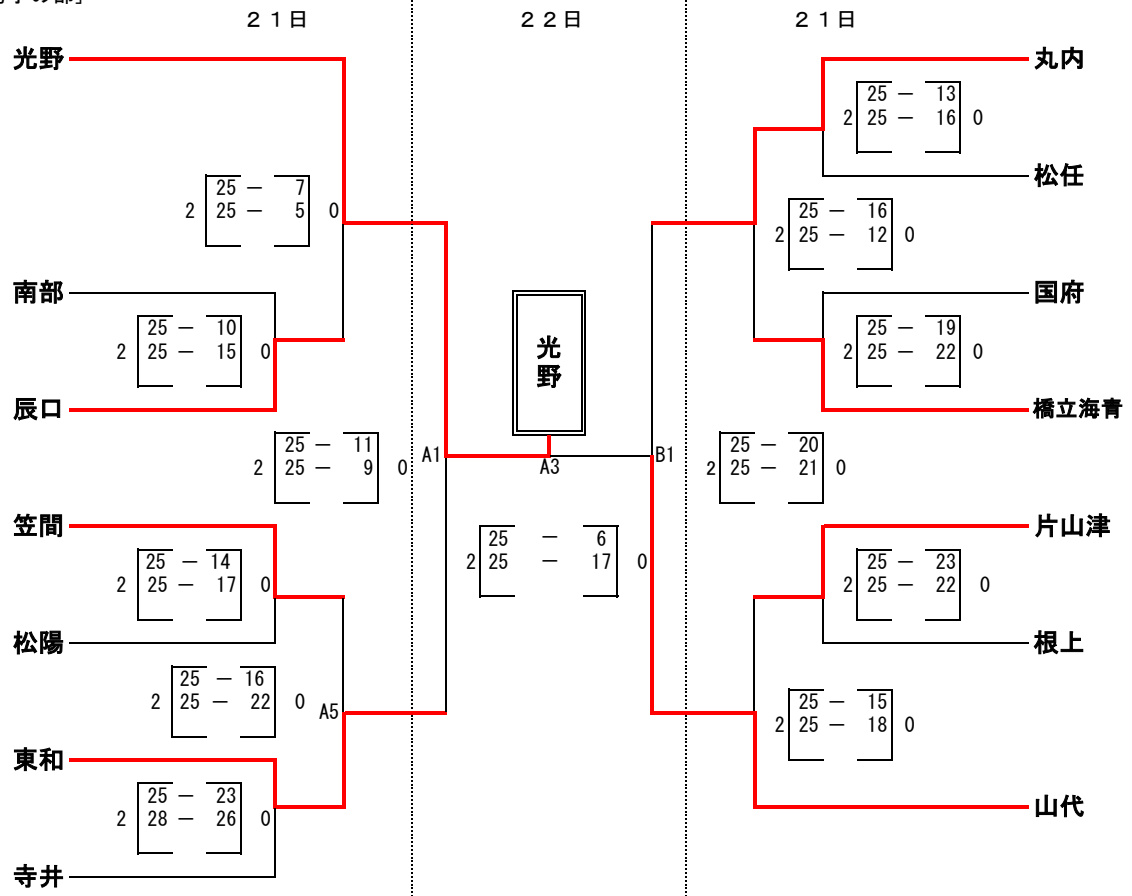 ２１日 ２２日 ２１日
光野
丸内
25 － 13
2 25 － 16 0
松任
25 － 7
2 25 － 5 0
25 － 16
2 25 － 12 0
南部
国府
25 － 10
2 25 － 15 0
光野
25 － 19
2 25 － 22 0
辰口
橋立海青
25 － 11
2 25 － 9 0
A1
A3
B1
25 － 20
2 25 － 21 0
笠間
片山津
25 － 6
2 25 － 17 0
25 － 14
2 25 － 17 0
25 － 23
2 25 － 22 0
松陽
根上
25 － 16
2 25 － 22 0
A5
25 － 15
2 25 － 18 0
東和
25 － 23
2 28 － 26 0
山代
寺井